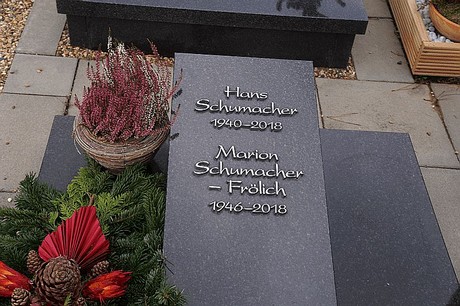 Hans
Schumacher
1940-2018
Marion
Schumacher
– Frölich
1946-2018